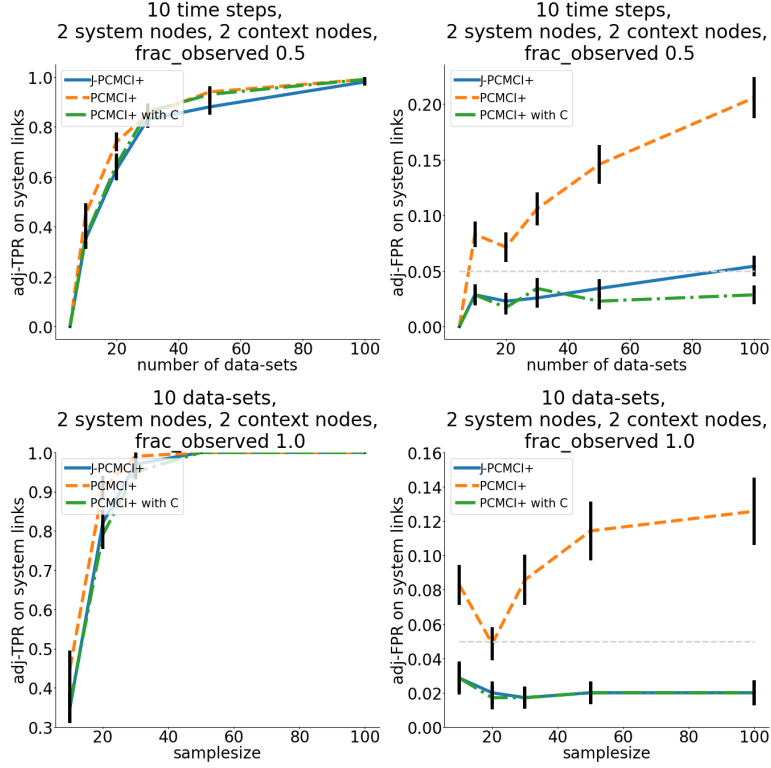 10 time steps,
2 system nodes, 2 context nodes,
frac_observed 0.5
adj-TPR on system links
1.0
0.8
0.6
0.4
0.2
0.0
J-PCMCI+
PCMCI+
PCMCI+ with C
20
40
60
80
100
number of data-sets
10 time steps,
2 system nodes, 2 context nodes,
frac_observed 0.5
adj-FPR on system links
0.20
0.15
0.10
0.05
0.00
J-PCMCI+
PCMCI+
PCMCI+ with C
20
40
60
80
100
number of data-sets
10 data-sets,
2 system nodes, 2 context nodes,
frac_observed 1.0
adj-TPR on system links
1.0
0.9
0.8
0.7
0.6
0.5
0.4
0.3
J-PCMCI+
PCMCI+
PCMCI+ with C
20
40
60
80
100
samplesize
10 data-sets,
2 system nodes, 2 context nodes,
frac_observed 1.0
adj-FPR on system links
0.16
0.14
0.12
0.10
0.08
0.06
0.04
0.02
0.00
J-PCMCI+
PCMCI+
PCMCI+ with C
20
40
60
80
100
samplesize